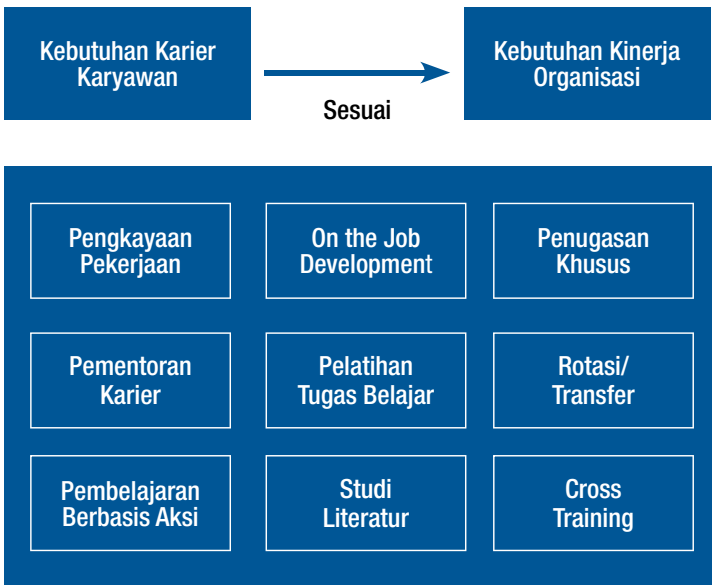 Kebutuhan Karier
Karyawan
Sesuai
Kebutuhan Kinerja
Organisasi
Pengkayaan
Pekerjaan
On the Job
Development
Penugasan
Khusus
Pementoran
Karier
Pelatihan
Tugas Belajar
Rotasi/
Transfer
Pembelajaran
Berbasis Aksi
Studi
Literatur
Cross
Training